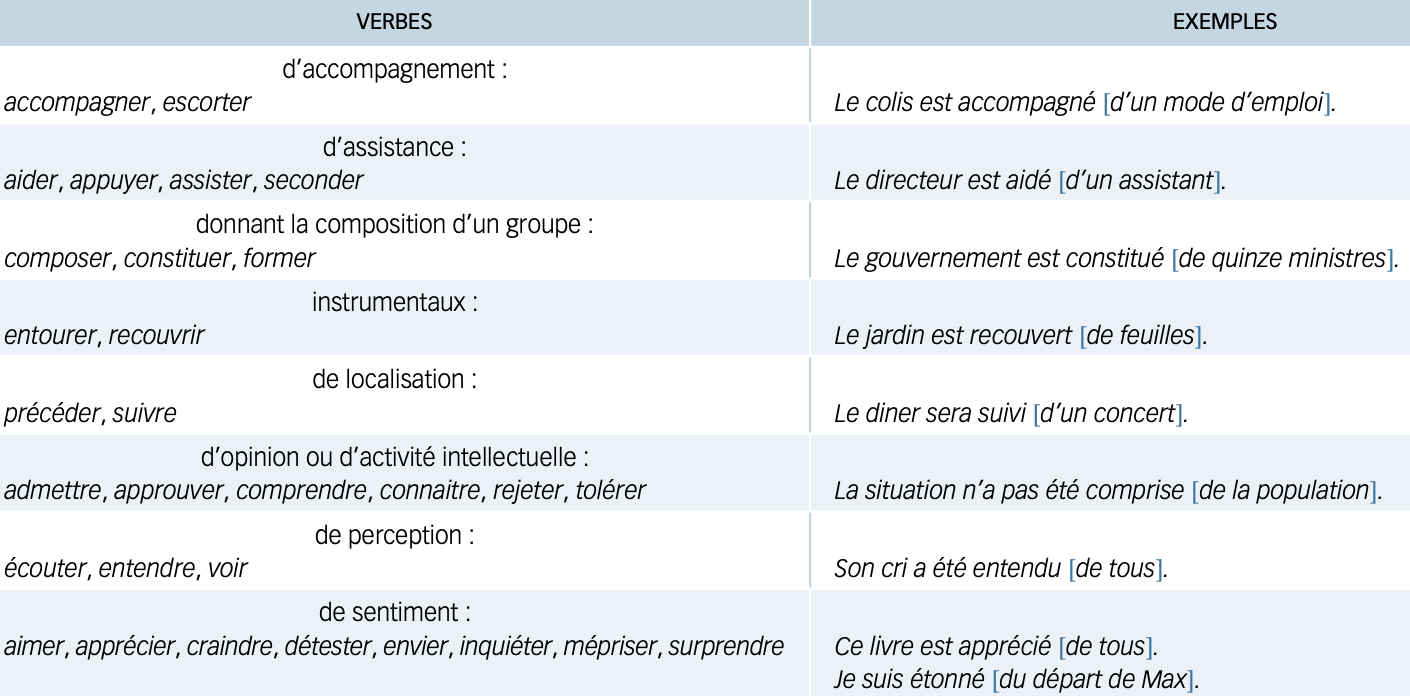 VERBES EXEMPLES
d’accompagnement :
accompagner, escorter Le colis est accompagné [d’un mode d’emploi].
d’assistance :
aider, appuyer, assister, seconder Le directeur est aidé [d’un assistant].
donnant la composition d’un groupe :
composer, constituer, former Le gouvernement est constitué [de quinze ministres].
instrumentaux :
entourer, recouvrir Le jardin est recouvert [de feuilles].
de localisation :
précéder, suivre Le diner sera suivi [d’un concert].
d’opinion ou d’activité intellectuelle :
admettre, approuver, comprendre, connaitre, rejeter, tolérer La situation n’a pas été comprise [de la population].
de perception :
écouter, entendre, voir Son cri a été entendu [de tous].
de sentiment :
aimer, apprécier, craindre, détester, envier, inquiéter, mépriser, surprendre Ce livre est apprécié [de tous].
Je suis étonné [du départ de Max].